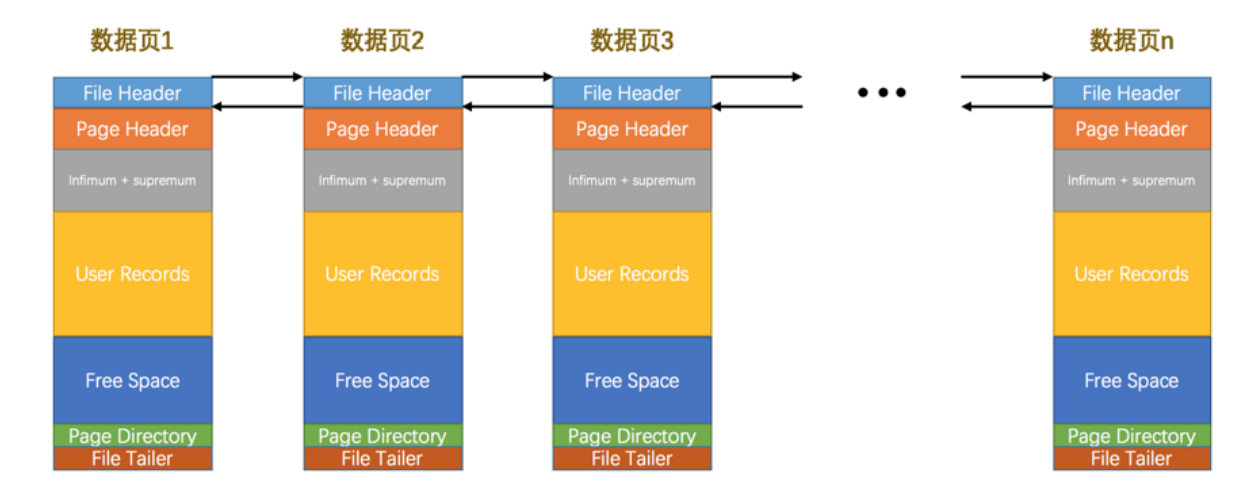 数据页1
数据页2
数据页3
数据页n
File Header
File Header
File Header
•••
File Header
Page Header
Page Header
Page Header
Page Header
Infimum + supremum
Infimum + supremum
Infimum + supremum
Infimum + supremum
User Records
User Records
User Records
User Records
Free Space
Free Space
Free Space
Free Space
Page Directory
Page Directory
Page Directory
Page Directory
File Tailer
File Tailer
File Tailer
File Tailer